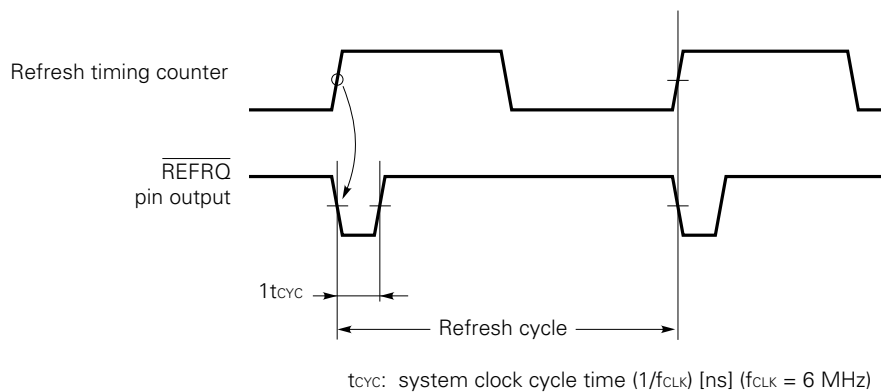 Refresh timing counter
REFRQ
pin output
1tCYC
Refresh cycle
tCYC: system clock cycle time (1/fCLK) [ns] (fCLK = 6 MHz)